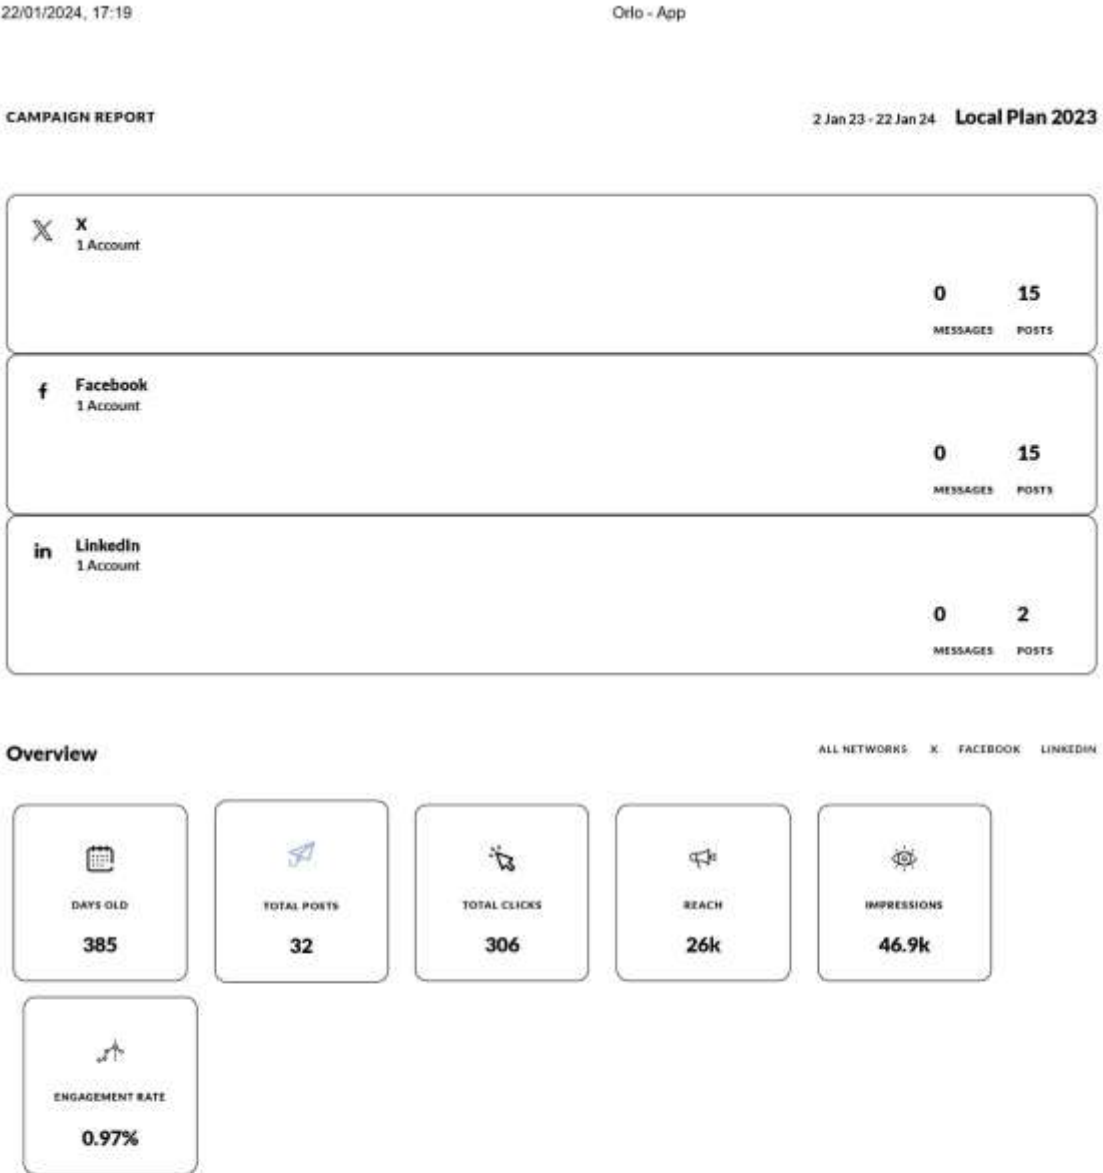 22/01/2024, 17:19 Orlo - App
CAMPAIGN REPORT 2 Jan 23 - 22 Jan 24 Local Plan 2023
X
1 Account
0 15
MESSAGES POSTS
Facebook
1 Account
0 15
MESSAGES POSTS
LinkedIn
1 Account
0 2
MESSAGES POSTS
Overview ALL NETWORKS X FACEBOOK LINKEDIN
DAYS OLD TOTAL POSTS TOTAL CLICKS REACH IMPRESSIONS
385 32 306 26k 46.9k
ENGAGEMENT RATE
0.97%